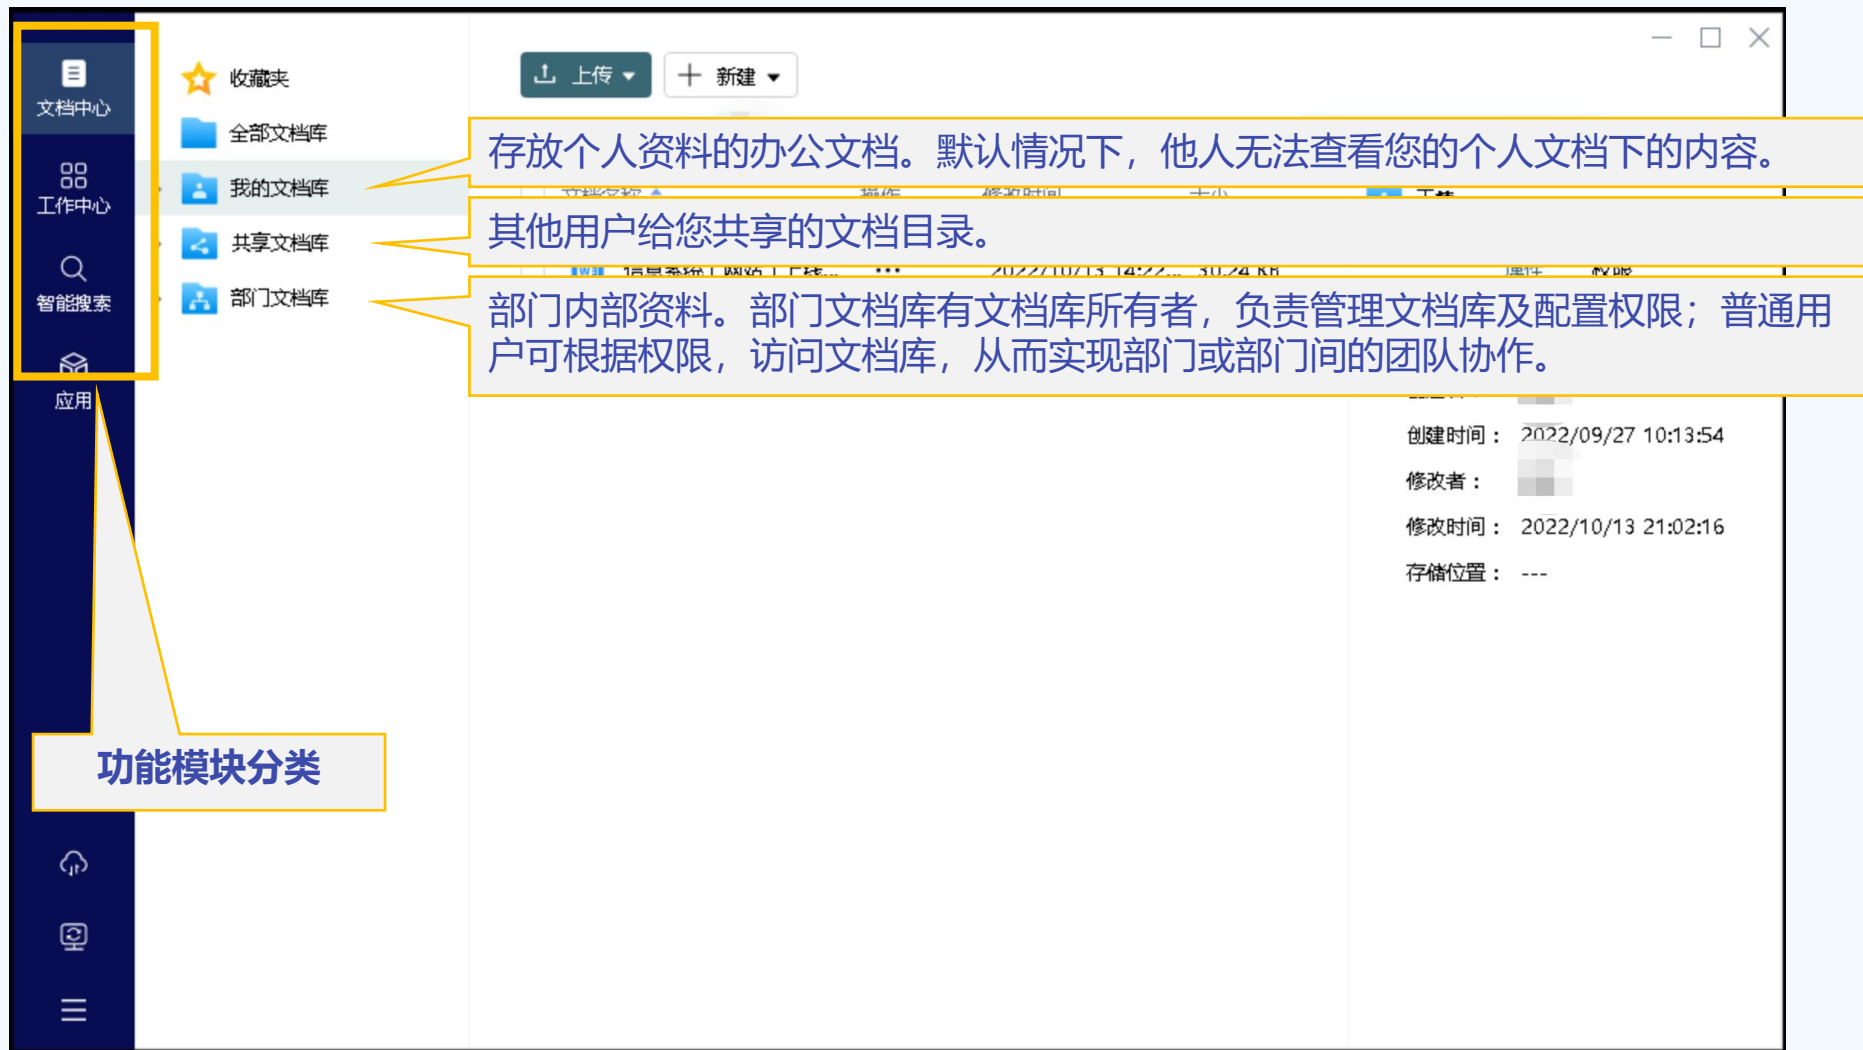 文档中心
工作中心
智能搜索
应用
收藏夹
全部文档库
我的文档库
共享文档库
部门文档库
上传
新建
存放个人资料的办公文档。默认情况下，他人无法查看您的个人文档下的内容。
其他用户给您共享的文档目录。
部门内部资料。部门文档库有文档库所有者，负责管理文档库及配置权限；普通用
户可根据权限，访问文档库，从而实现部门或部门间的团队协作。
创建时间： 2022/09/27 10:13:54
修改者：
修改时间： 2022/10/13 21:02:16
存储位置： ---
功能模块分类